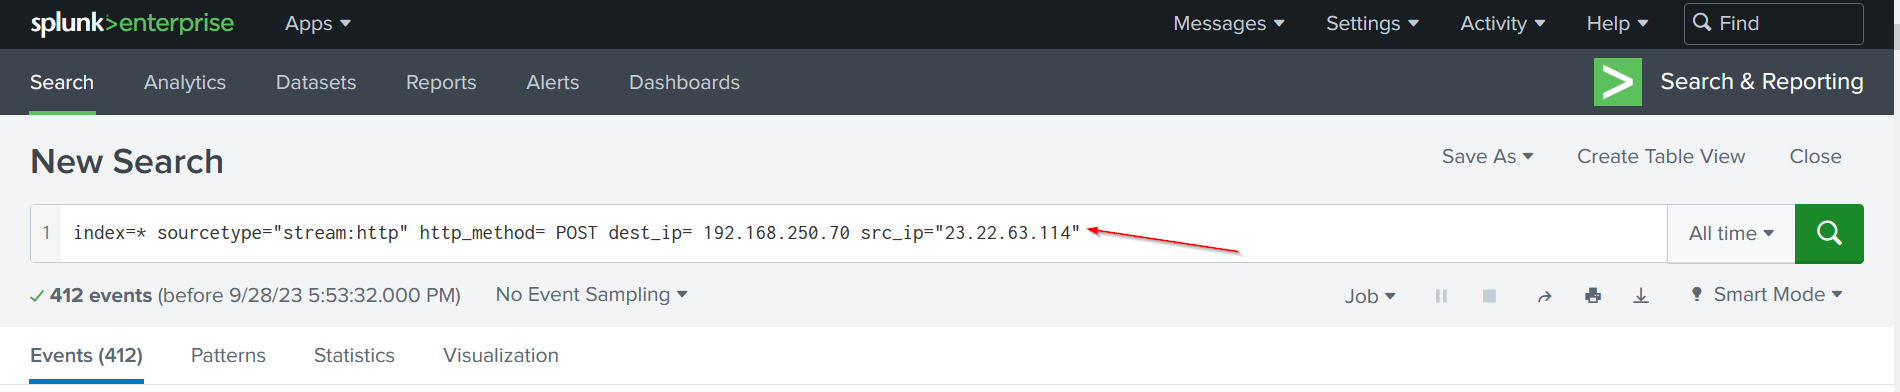 splunk>enterprise Apps Messages Settings Activity Help Find
Search Analytics Datasets Reports Alerts Dashboards Search & Reporting
New Search Save As Create Table View Close
1 index=* sourcetype="stream:http" http_method= POST dest_ip= 192.168.250.70 src_ip="23.22.63.114" All time
412 events (before 9/28/23 5:53:32.000 PM) No Event Sampling Job Smart Mode
Events (412) Patterns Statistics Visualization